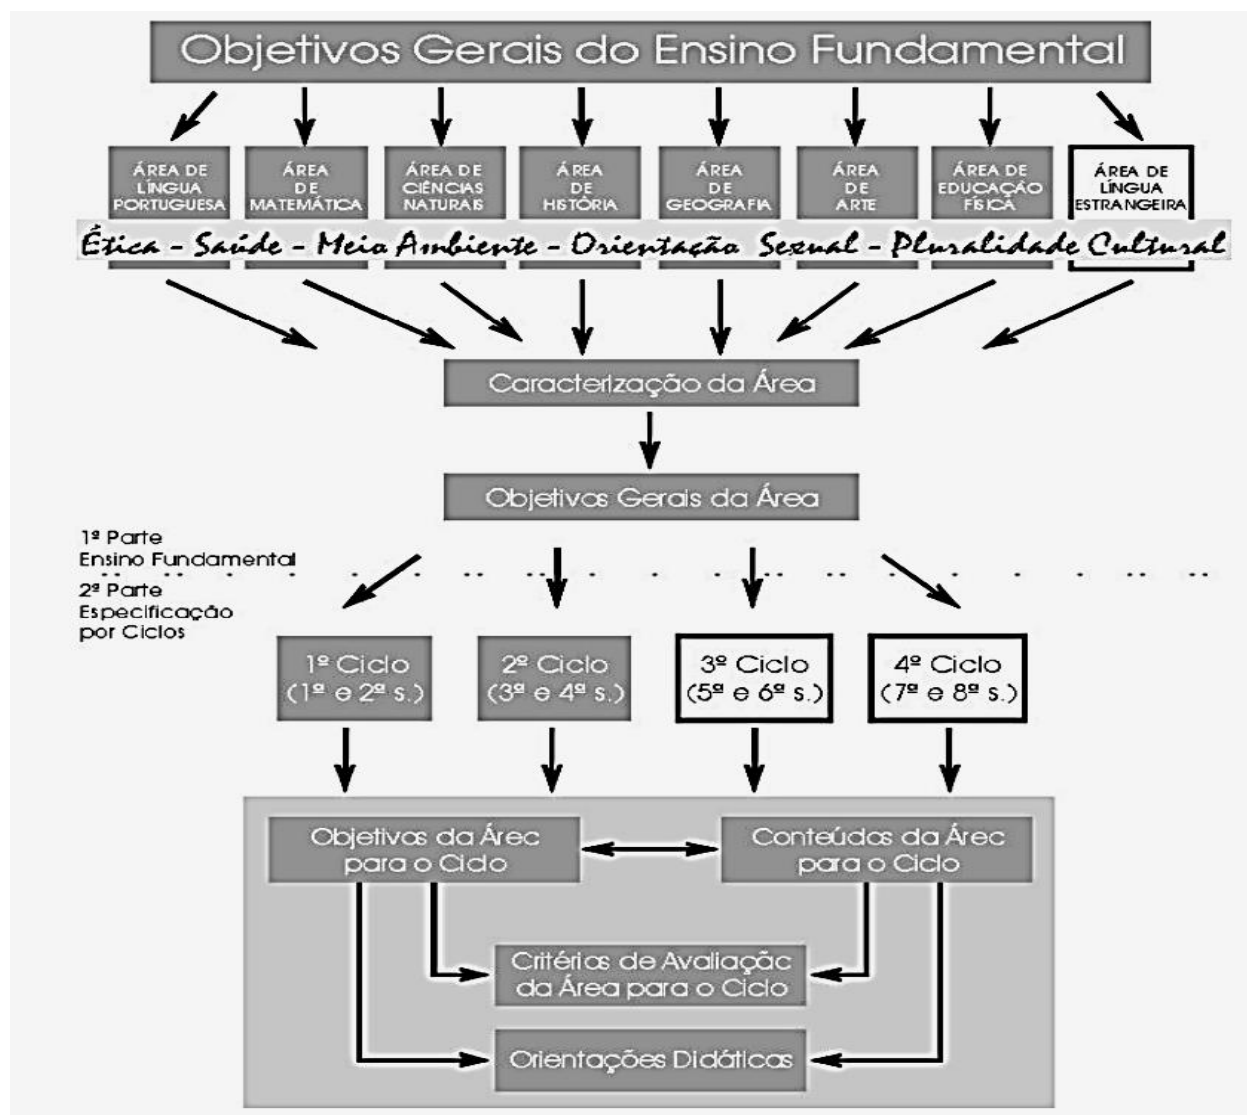 Objetivos Gerais do Ensino Fundamental
ÁREA DE
LÍNGUA
PORTUGUESA
ÁREA
DE
MATEMÁTICA
ÁREA DE
CIÊNCIAS
NATURAIS
ÁREA
DE
HISTÓRIA
ÁREA
DE
GEOGRAFIA
ÁREA
DE
ARTE
ÁREA DE
EDUCAÇÃO
FÍSICA
ÁREA DE
LÍNGUA
ESTRANGEIRA
Ética - Saúde - Meio Ambiente - Orientação Sexual - Pluralidade Cultural
Caracterização da Área
Objetivos Gerais da Área
1ª Parte
Ensino Fundamental
2ª Parte
Especificação
por Ciclos
1º Ciclo
(1ª e 2ª s.)
2º Ciclo
(3ª e 4ª s.)
3º Ciclo
(5ª e 6ª s.)
4º Ciclo
(7ª e 8ª s.)
Objetivos da Área
para o Ciclo
Conteúdos da Área
para o Ciclo
Critérios de Avaliação
da Área para o Ciclo
Orientações Didáticas